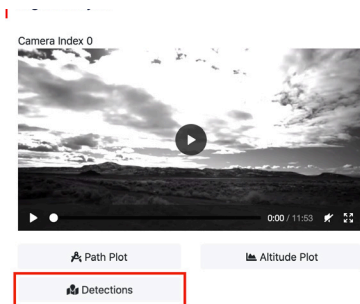 Camera Index 0
0:00 / 11:53
Path Plot
Altitude Plot
Detections